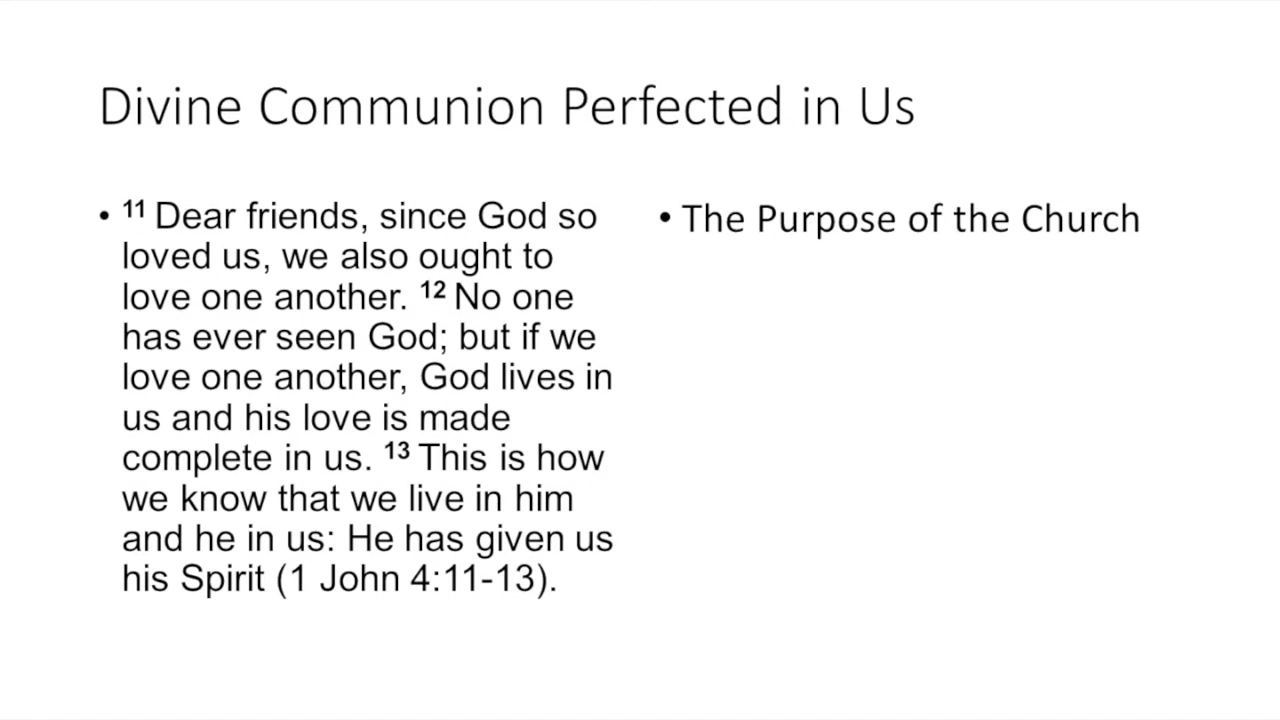 Divine Communion Perfected in Us
• ¹¹ Dear friends, since God so
loved us, we also ought to
love one another. ¹² No one
has ever seen God; but if we
love one another, God lives in
us and his love is made
complete in us. ¹³ This is how
we know that we live in him
and he in us: He has given us
his Spirit (1 John 4:11-13).
• The Purpose of the Church